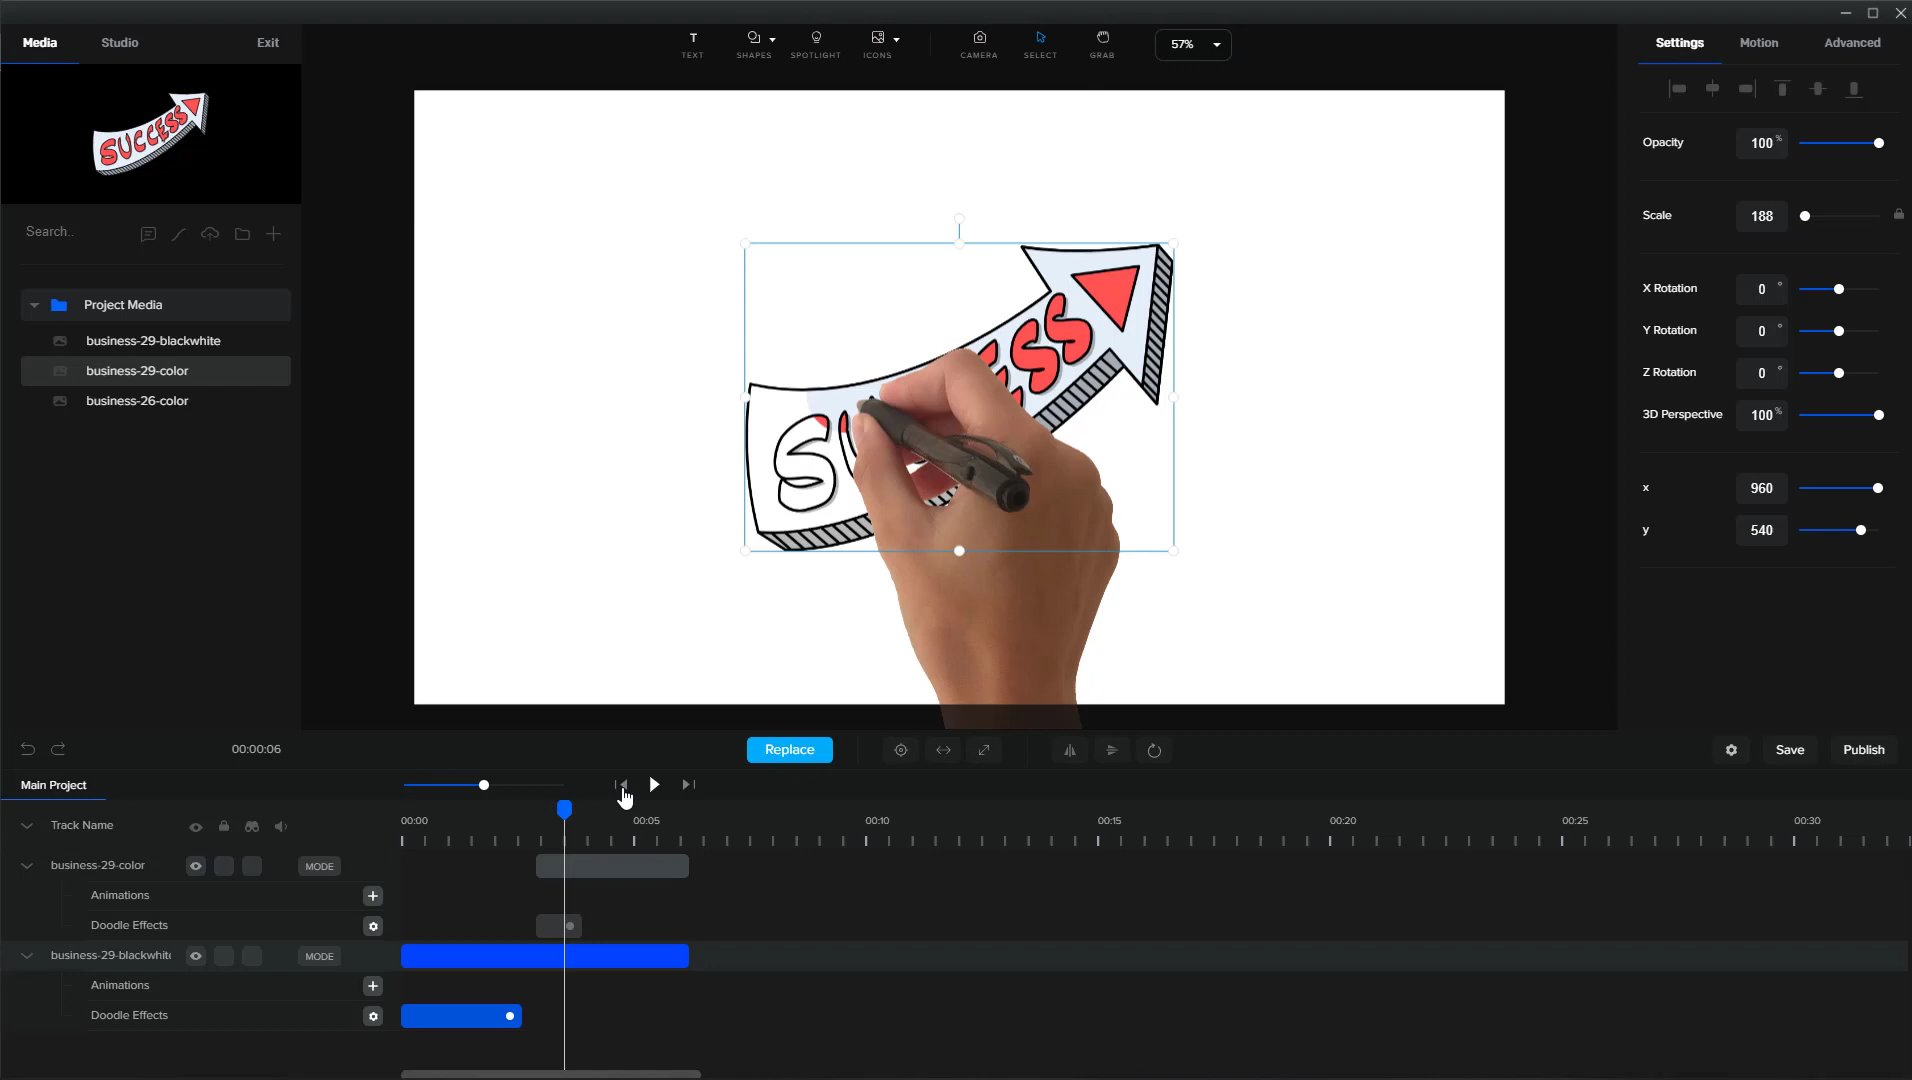 Media
Studio
Exit
TEXT
SHAPES
SPOTLIGHT
ICONS
CAMERA
SELECT
GRAB
57%
Settings
Motion
Advanced
SUCCESS
Search..
Project Media
business-29-blackwhite
business-29-color
business-26-color
Opacity
100 %
Scale
188
X Rotation
0 °
Y Rotation
0 °
Z Rotation
0 °
3D Perspective
100 %
x
960
y
540
00:00:06
Replace
Save
Publish
Main Project
Track Name
00:00
00:05
00:10
00:15
00:20
00:25
00:30
business-29-color
MODE
Animations
Doodle Effects
business-29-blackwhite
MODE
Animations
Doodle Effects